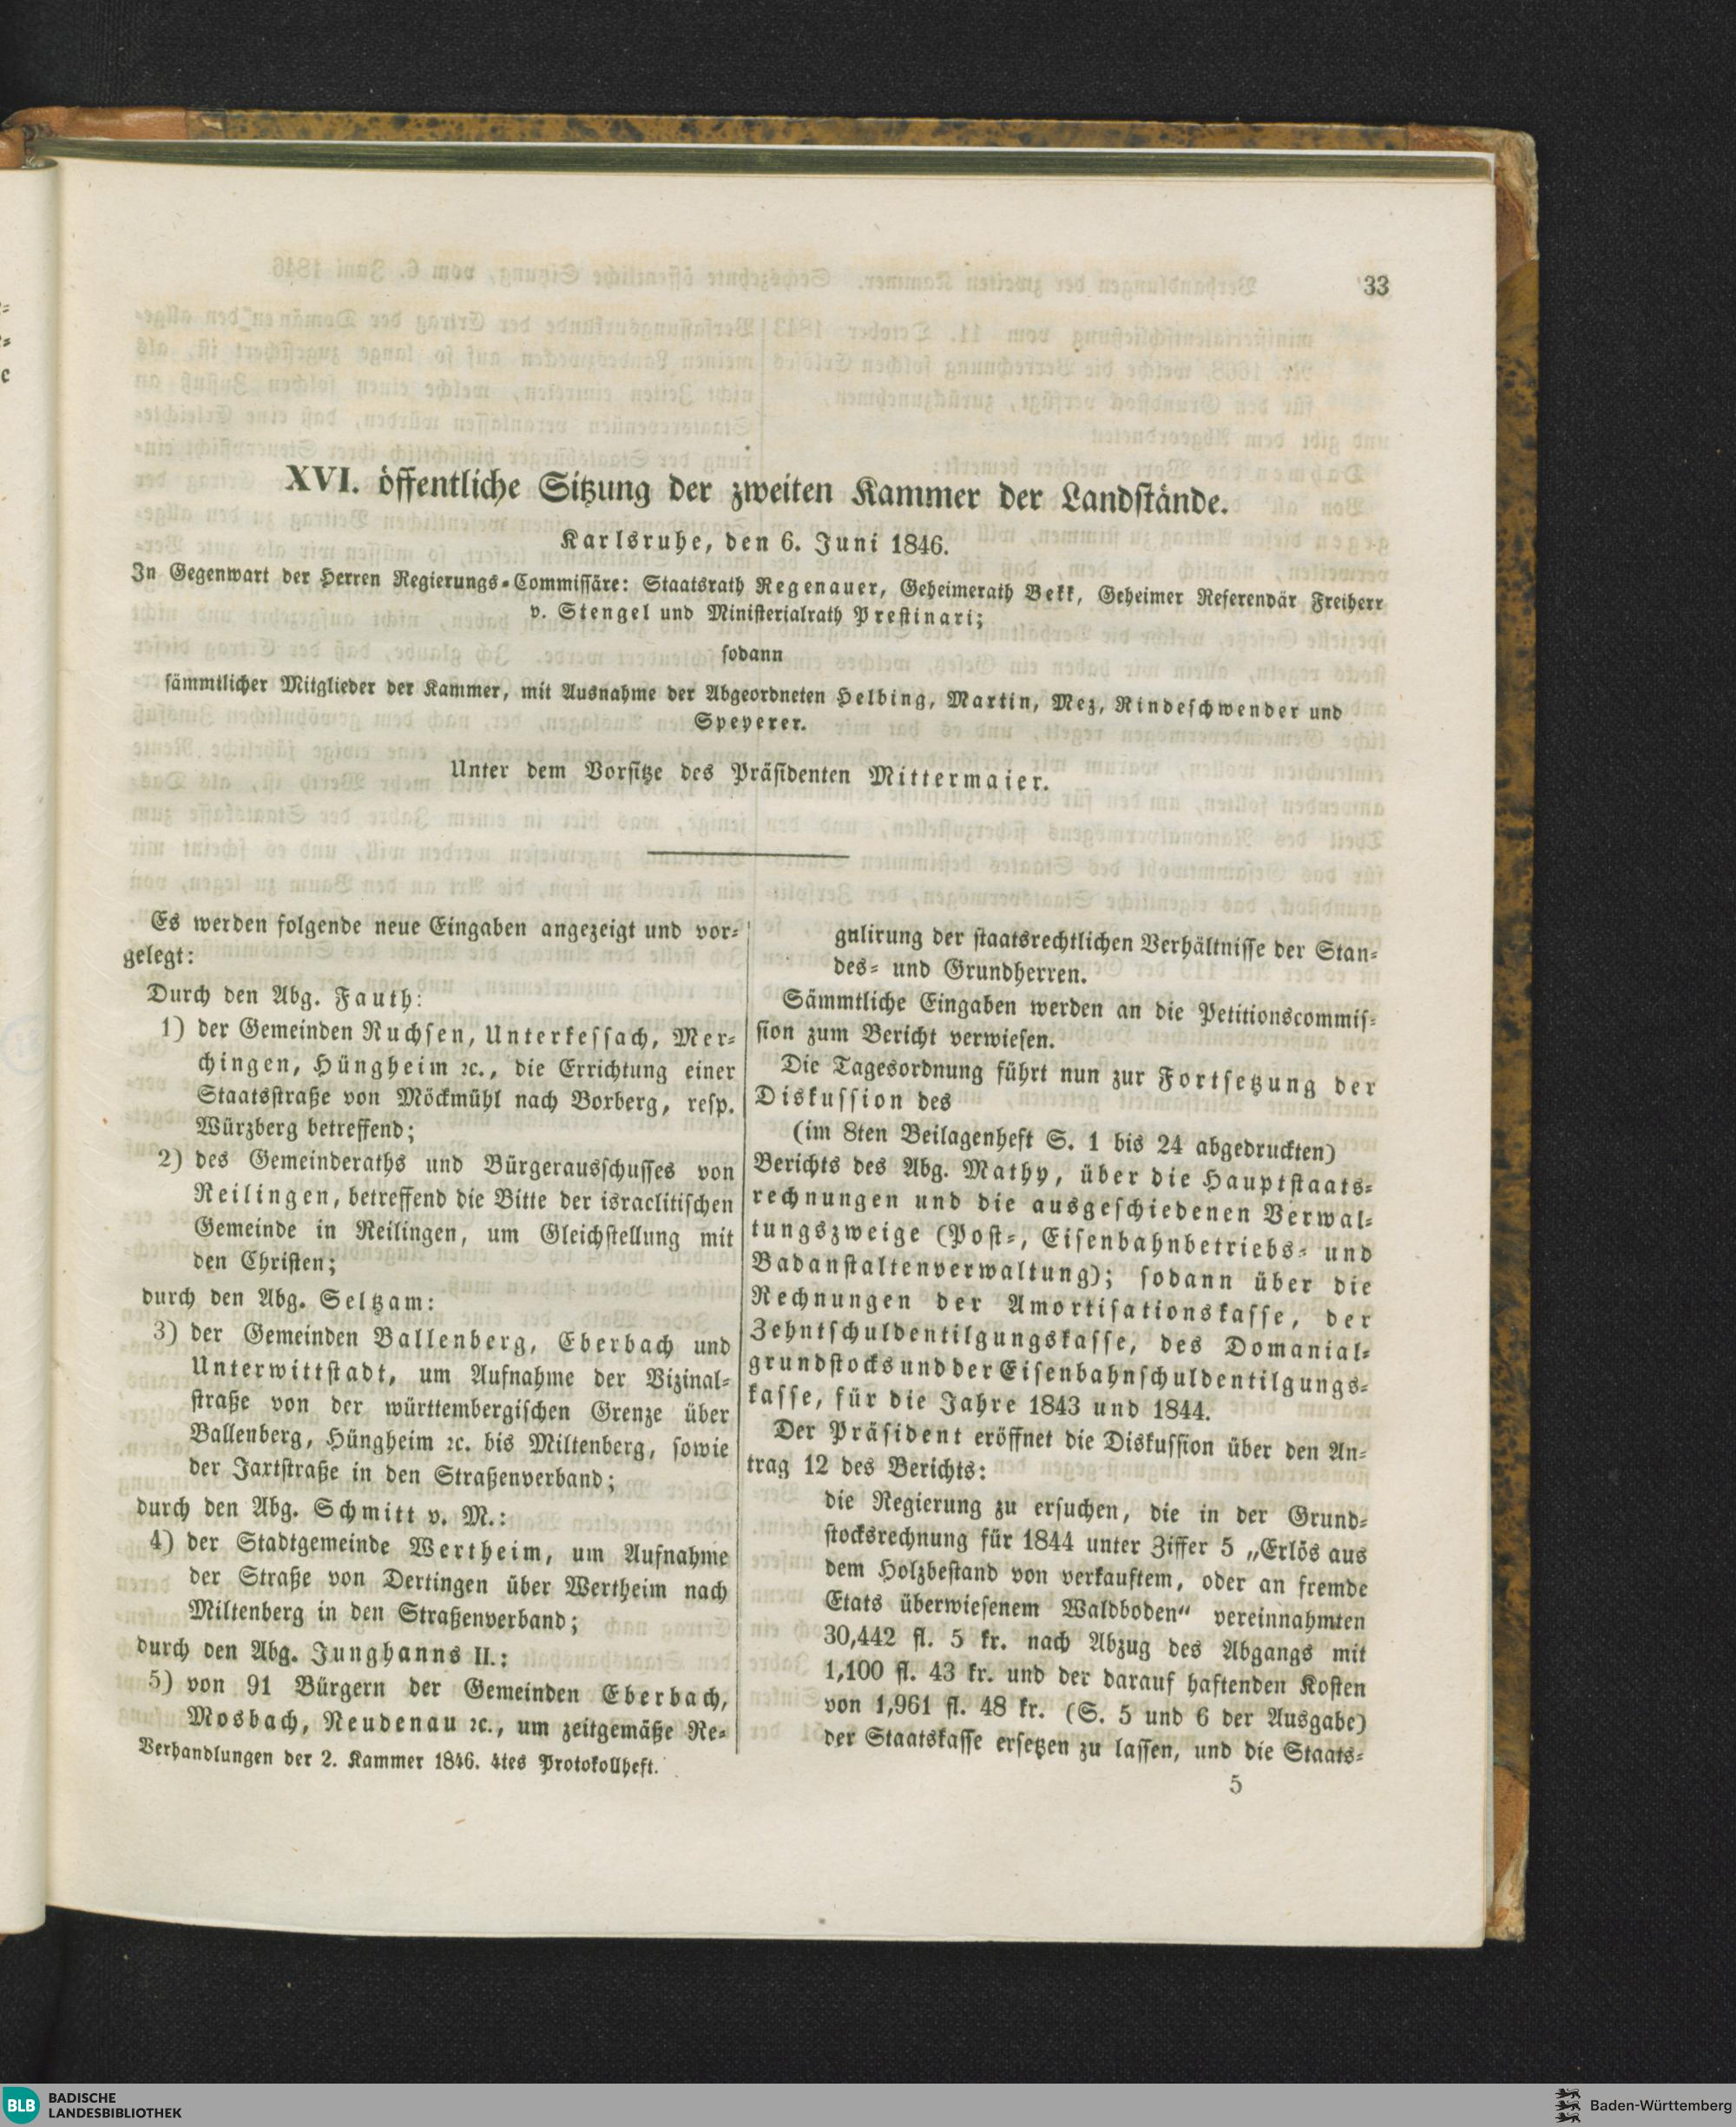 33
XVI. öffentliche Sitzung der zweiten Kammer der Landstände.
Karlsruhe, den 6. Juni 1846.
In Gegenwart der Herren Regierungs-Commissäre: Staatsrath Regenauer, Geheimerath Bekk, Geheimer Referendär Freiherr
v. Stengel und Ministerialrath Prestinari;
sodann
sämmtlicher Mitglieder der Kammer, mit Ausnahme der Abgeordneten Helbing, Martin, Mez, Rindeschwender und
Speyerer.
Unter dem Vorsitze des Präsidenten Mittermaier.
Es werden folgende neue Eingaben angezeigt und vor-
gelegt:
Durch den Abg. Fauth:
1) der Gemeinden Ruchsen, Unterkessach, Mer-
chingen, Hüngheim ꝛc., die Errichtung einer
Staatsstraße von Möckmühl nach Borberg, resp.
Würzberg betreffend;
2) des Gemeinderaths und Bürgerausschusses von
Reilingen, betreffend die Bitte der israelitischen
Gemeinde in Reilingen, um Gleichstellung mit
den Christen;
durch den Abg. Seltzam:
3) der Gemeinden Ballenberg, Eberbach und
Unterwittstadt, um Aufnahme der Vizinal-
straße von der württembergischen Grenze über
Ballenberg, Hüngheim ꝛc. bis Miltenberg, sowie
der Jaxtstraße in den Straßenverband;
durch den Abg. Schmitt v. M.:
4) der Stadtgemeinde Wertheim, um Aufnahme
der Straße von Dertingen über Wertheim nach
Miltenberg in den Straßenverband;
durch den Abg. Junghanns II.:
5) von 91 Bürgern der Gemeinden Eberbach,
Mosbach, Neudenau ꝛc., um zeitgemäße Re-
Verhandlungen der 2. Kammer 1846. 4tes Protokollheft.
gulirung der staatsrechtlichen Verhältnisse der Stan-
des- und Grundherren.
Sämmtliche Eingaben werden an die Petitionscommis-
sion zum Bericht verwiesen.
Die Tagesordnung führt nun zur Fortsetzung der
Diskussion des
(im 8ten Beilagenheft S. 1 bis 24 abgedruckten)
Berichts des Abg. Mathy, über die Hauptstaats-
rechnungen und die ausgeschiedenen Verwal-
tungszweige (Post-, Eisenbahnbetriebs- und
Badanstaltenverwaltung); sodann über die
Rechnungen der Amortisationskasse, der
Zehntschuldentilgungskasse, des Domanial-
grundstocks und der Eisenbahnschuldentilgungs-
kasse, für die Jahre 1843 und 1844.
Der Präsident eröffnet die Diskussion über den An-
trag 12 des Berichts:
die Regierung zu ersuchen, die in der Grund-
stocksrechnung für 1844 unter Ziffer 5 „Erlös aus
dem Holzbestand von verkauftem, oder an fremde
Etats überwiesenem Waldboden“ vereinnahmten
30,442 fl. 5 kr. nach Abzug des Abgangs mit
1,100 fl. 43 kr. und der darauf haftenden Kosten
von 1,961 fl. 48 kr. (S. 5 und 6 der Ausgabe)
der Staatskasse ersetzen zu lassen, und die Staats-
5
BLB BADISCHE
LANDESBIBLIOTHEK
Baden-Württemberg